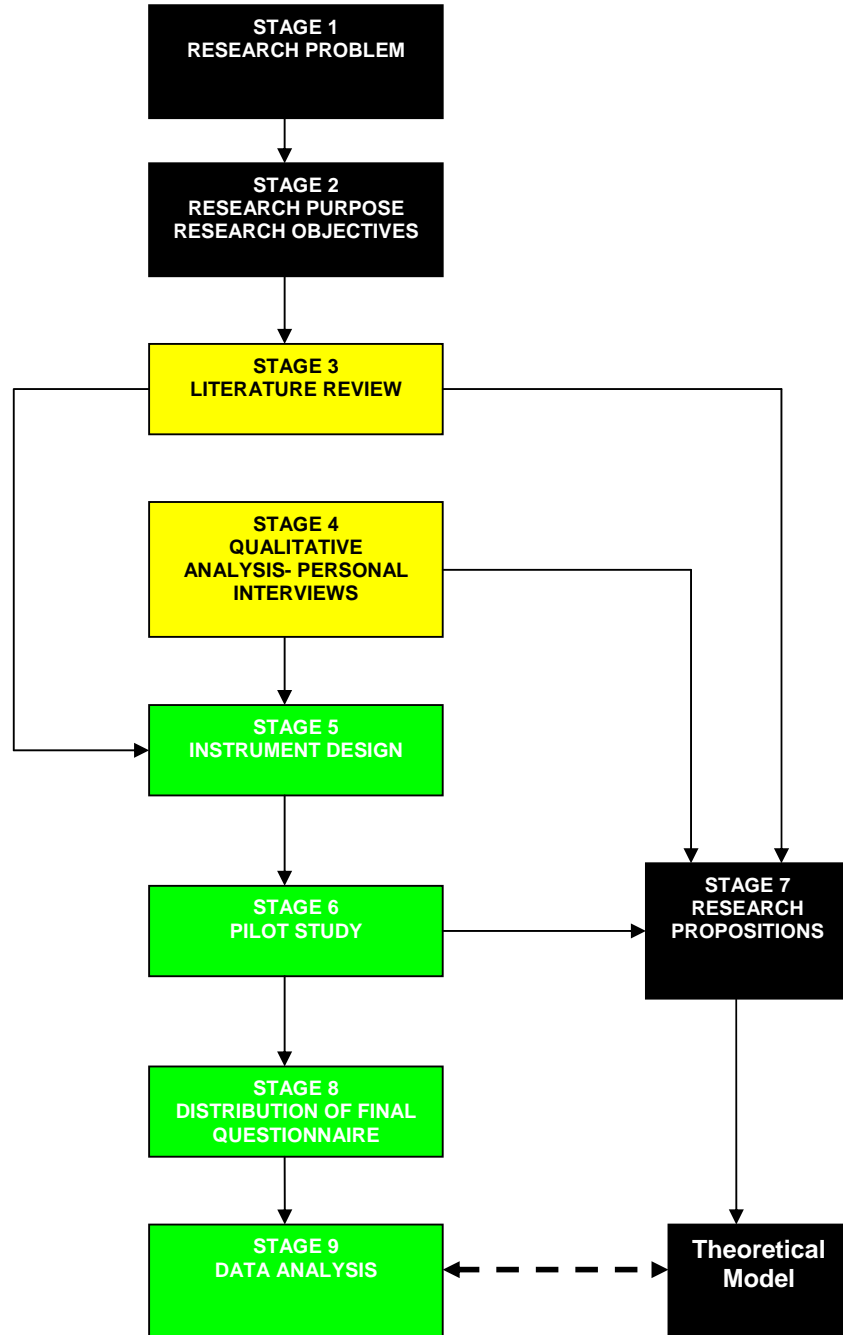 STAGE 1
RESEARCH PROBLEM
STAGE 2
RESEARCH PURPOSE
RESEARCH OBJECTIVES
STAGE 3
LITERATURE REVIEW
STAGE 4
QUALITATIVE
ANALYSIS- PERSONAL
INTERVIEWS
STAGE 5
INSTRUMENT DESIGN
STAGE 6
PILOT STUDY
STAGE 7
RESEARCH
PROPOSITIONS
STAGE 8
DISTRIBUTION OF FINAL
QUESTIONNAIRE
STAGE 9
DATA ANALYSIS
Theoretical
Model